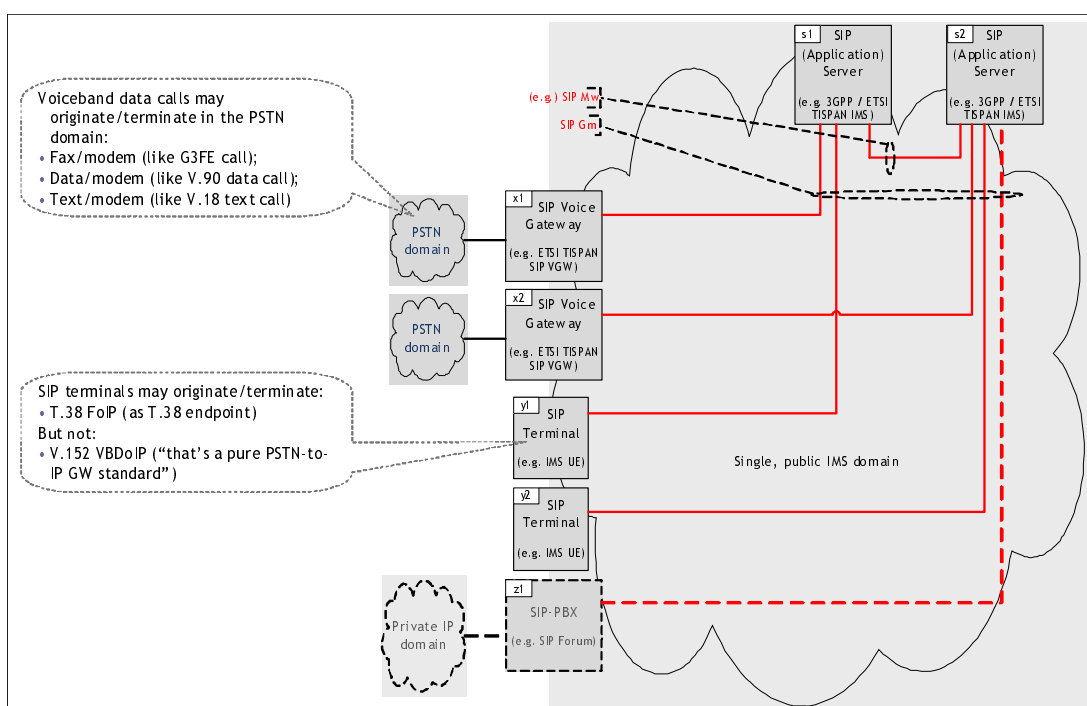 s1
SIP
(Application)
Server
(e.g. 3GPP / ETSI
TISPAN IMS)
s2
SIP
(Application)
Server
(e.g. 3GPP / ETSI
TISPAN IMS)
(e.g.) SIP Mw
SIP Gm
Voiceband data calls may
originate/terminate in the PSTN
domain:
• Fax/modem (like G3FE call);
• Data/modem (like V.90 data call);
• Text/modem (like V.18 text call)
PSTN
domain
x1
SIP Voice
Gateway
(e.g. ETSI TISPAN
SIP VGW)
PSTN
domain
x2
SIP Voice
Gateway
(e.g. ETSI TISPAN
SIP VGW)
SIP terminals may originate/terminate:
• T.38 FoIP (as T.38 endpoint)
But not:
• V.152 VBDoIP (“that’s a pure PSTN-to-
IP GW standard”)
y1
SIP
Terminal
(e.g. IMS UE)
Single, public IMS domain
y2
SIP
Terminal
(e.g. IMS UE)
Private IP
domain
z1
SIP-PBX
(e.g. SIP Forum)